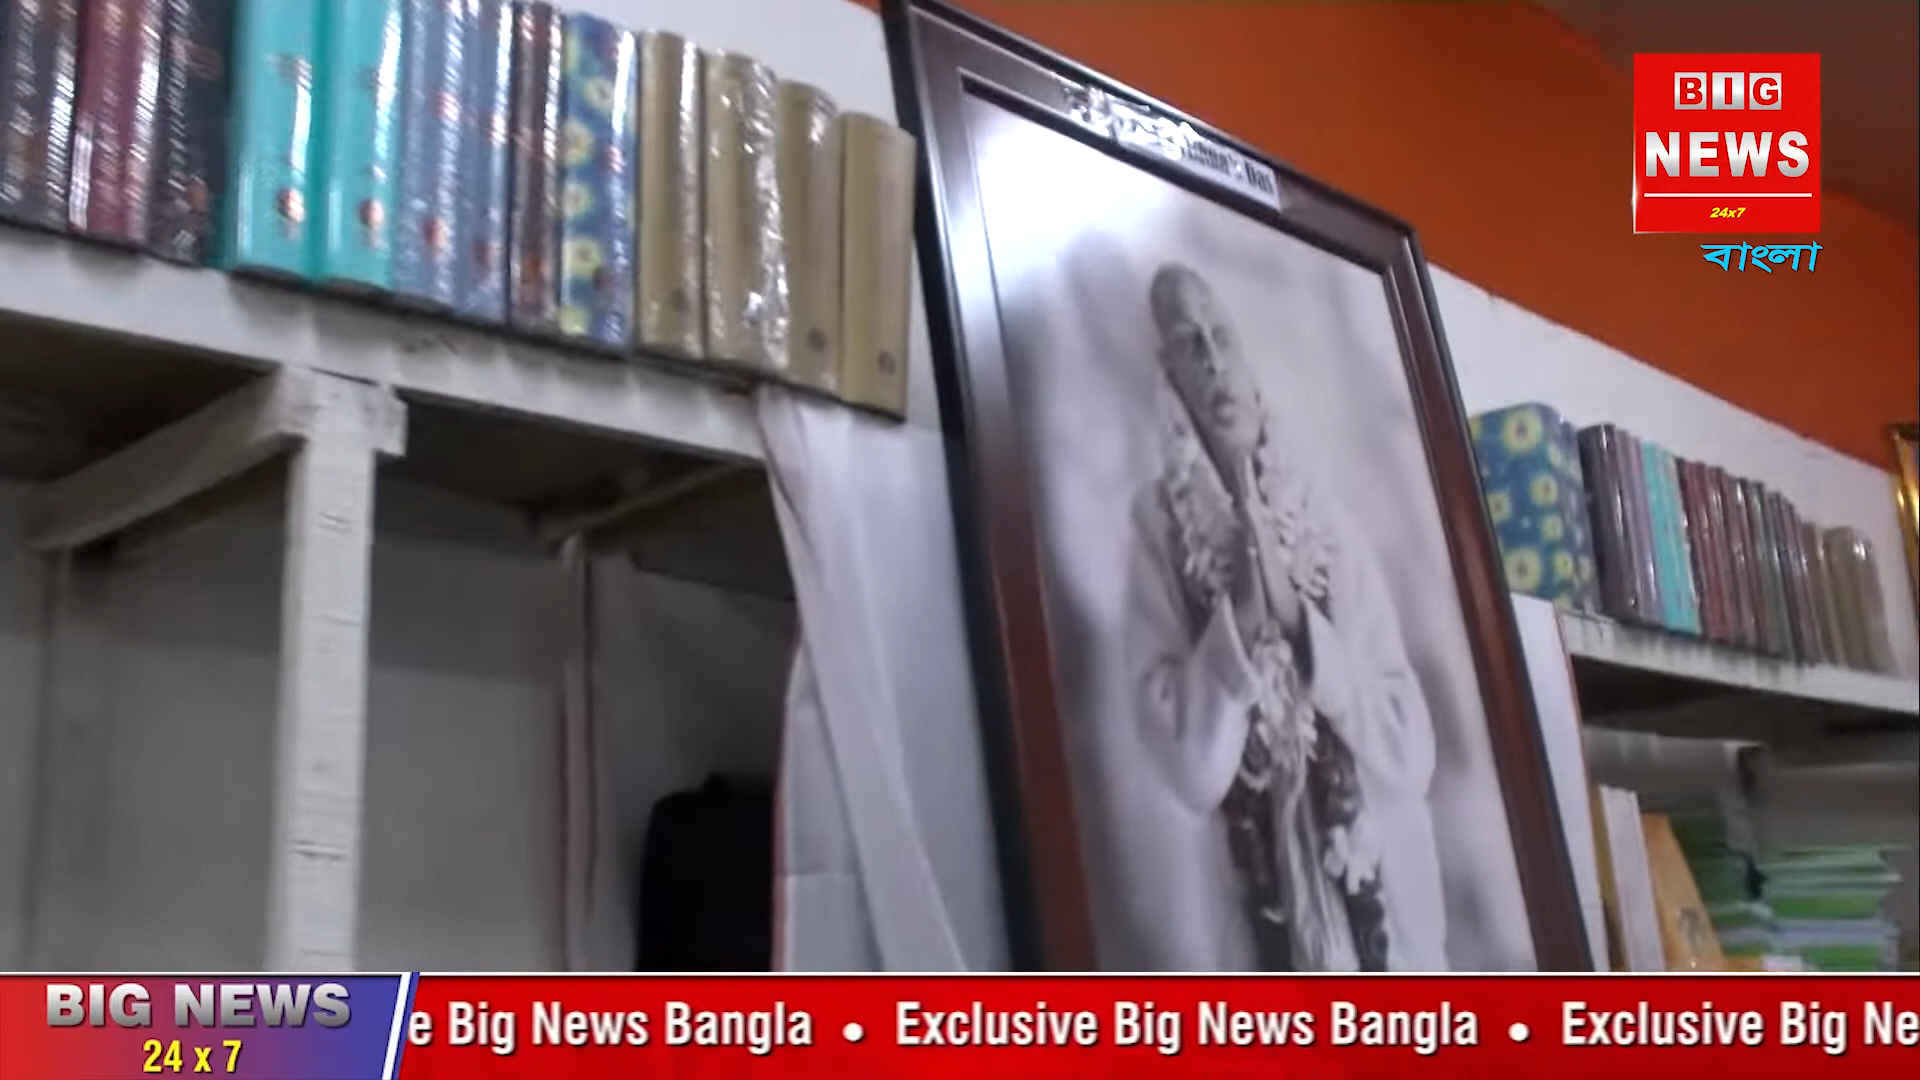 BIG
NEWS
24x7
বাংলা
BIG NEWS
24 x 7
e Big News Bangla • Exclusive Big News Bangla • Exclusive Big Ne